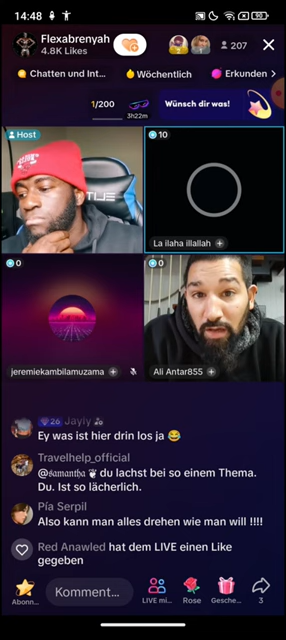 14:48
90
Flexabrenyah
4.8K Likes
207
Chatten und Int...
Wöchentlich
Erkunden
1/200
3h22m
Wünsch dir was!
Host
10
La ilaha illallah
0
0
jeremiekambilamuzama
Ali Antar855
26 Jayly
Ey was ist hier drin los ja 😂
Travelhelp_official
@𝔰𝔞𝔪𝔞𝔫𝔱𝔥𝔞 ❦ du lachst bei so einem Thema.
Du. Ist so lächerlich.
Pía Serpil
Also kann man alles drehen wie man will !!!!
Red Anawled hat dem LIVE einen Like
gegeben
Abonn...
Komment...
LIVE mi...
Rose
Gesche...
3